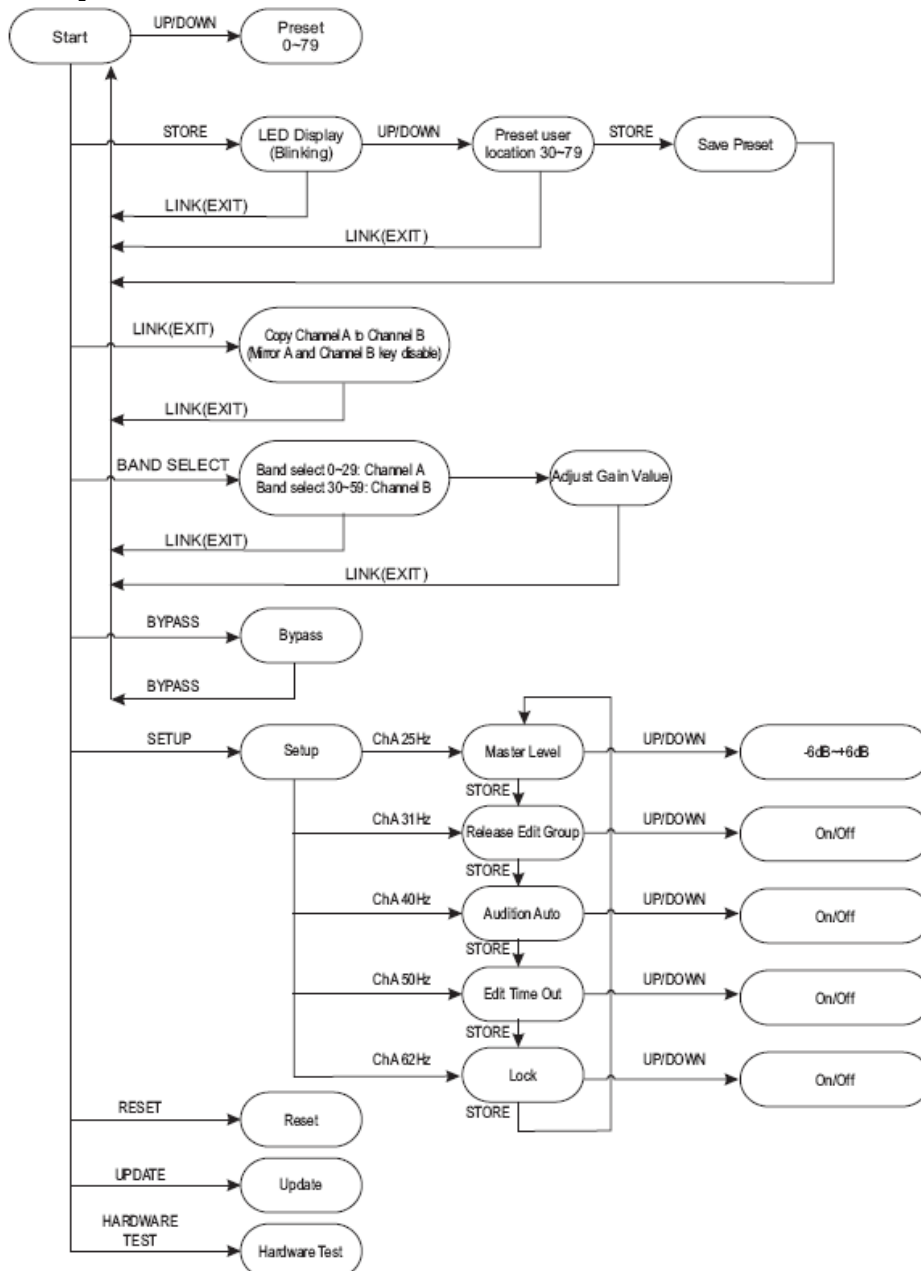 Start
UP/DOWN
Preset
0~79
STORE
LED Display
(Blinking)
UP/DOWN
Preset user
location 30~79
STORE
Save Preset
LINK(EXIT)
LINK(EXIT)
LINK(EXIT)
Copy Channel A to Channel B
(Mirror A and Channel B key disable)
LINK(EXIT)
BAND SELECT
Band select 0~29: Channel A
Band select 30~59: Channel B
Adjust Gain Value
LINK(EXIT)
LINK(EXIT)
BYPASS
Bypass
BYPASS
SETUP
Setup
ChA 25Hz
Master Level
UP/DOWN
-6dB~+6dB
STORE
ChA 31Hz
Release Edit Group
UP/DOWN
On/Off
STORE
ChA 40Hz
Audition Auto
UP/DOWN
On/Off
STORE
ChA 50Hz
Edit Time Out
UP/DOWN
On/Off
STORE
ChA 62Hz
Lock
UP/DOWN
On/Off
STORE
RESET
Reset
UPDATE
Update
HARDWARE
TEST
Hardware Test